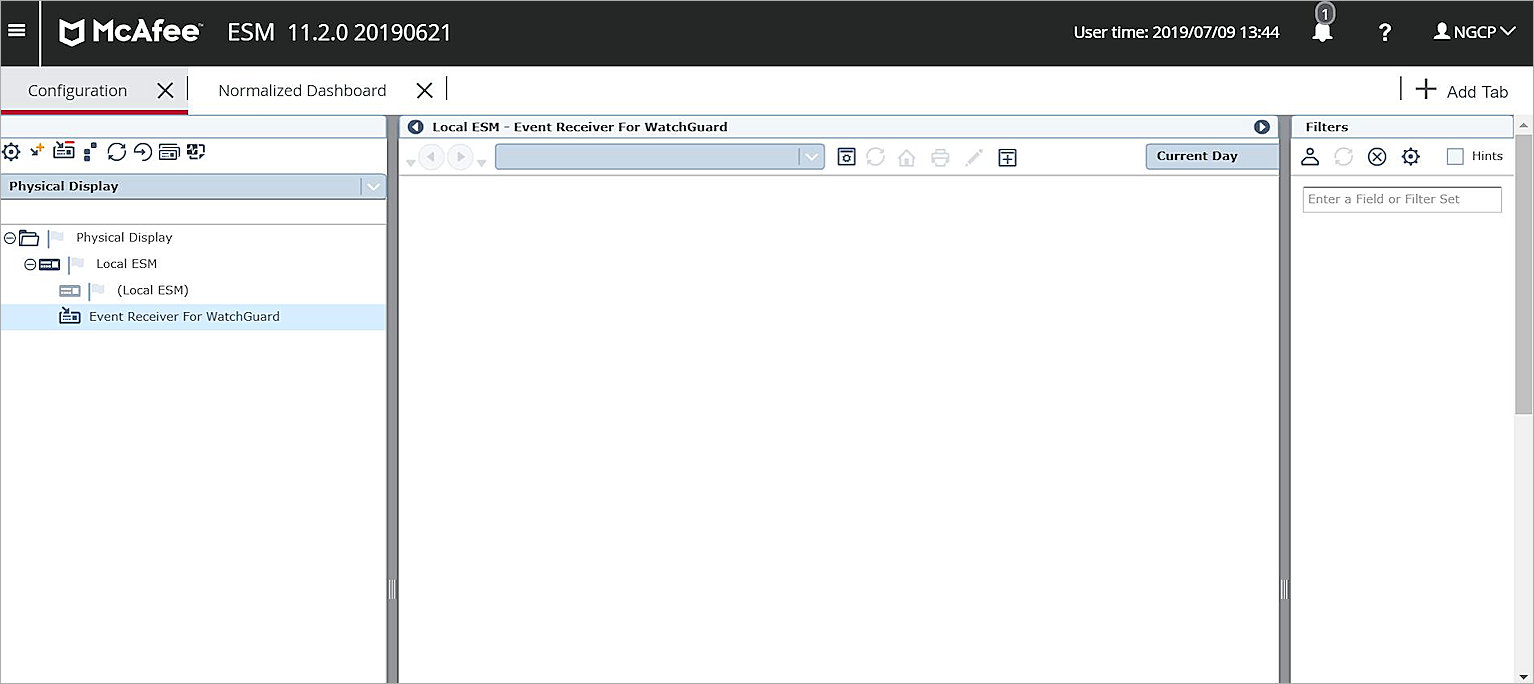 McAfee™ ESM 11.2.0 20190621
User time: 2019/07/09 13:44
1
?
NGCP
Configuration
Normalized Dashboard
Add Tab
Physical Display
Physical Display
Local ESM
(Local ESM)
Event Receiver For WatchGuard
Local ESM - Event Receiver For WatchGuard
Current Day
Filters
Hints
Enter a Field or Filter Set